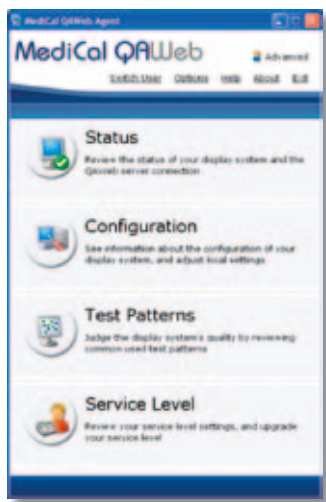 MediCal QAWeb Agent
MediCal QAWeb
Advanced
Switch User Options Help About Exit
Status
Review the status of your display system and the
Qaweb server connection
Configuration
See information about the configuration of your
display system, and adjust local settings
Test Patterns
Judge the display system's quality by reviewing
common used test patterns
Service Level
Review your service level settings, and upgrade
your service level